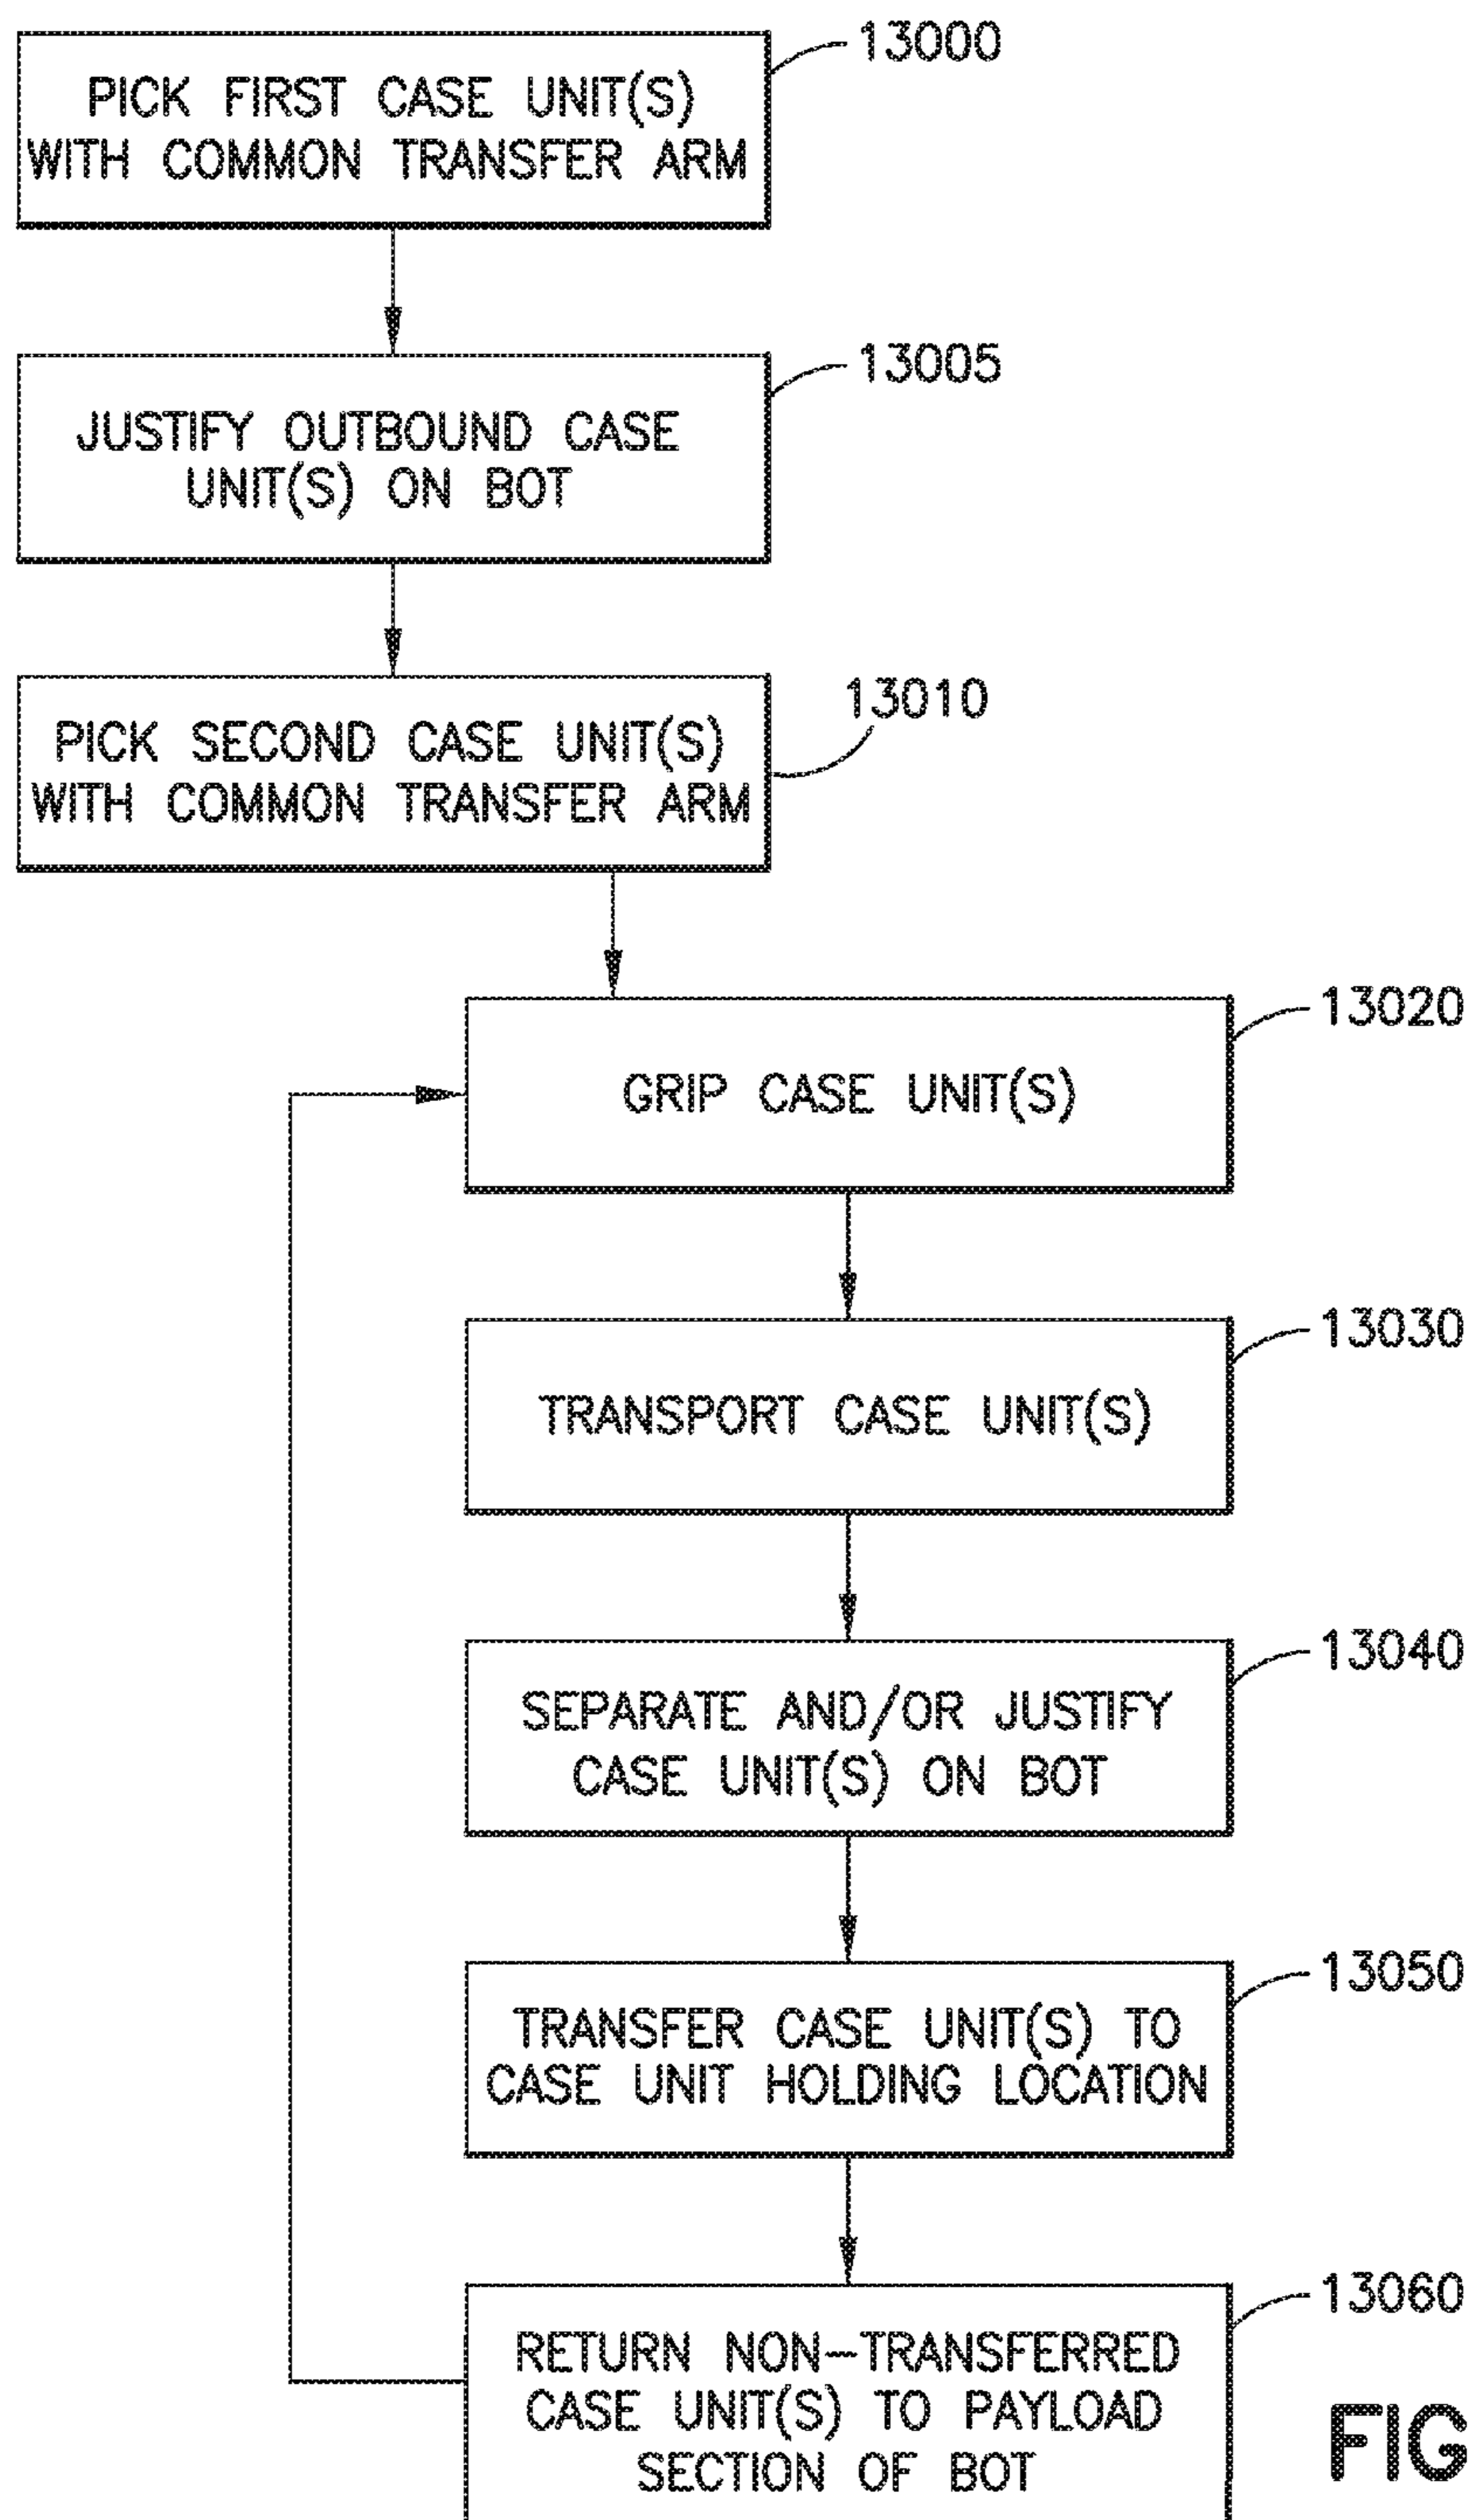 13000
PICK FIRST CASE UNIT(S)
WITH COMMON TRANSFER ARM
13005
JUSTIFY OUTBOUND CASE
UNIT(S) ON BOT
13010
PICK SECOND CASE UNIT(S)
WITH COMMON TRANSFER ARM
13020
GRIP CASE UNIT(S)
13030
TRANSPORT CASE UNIT(S)
13040
SEPARATE AND/OR JUSTIFY
CASE UNIT(S) ON BOT
13050
TRANSFER CASE UNIT(S) TO
CASE UNIT HOLDING LOCATION
13060
RETURN NON-TRANSFERRED
CASE UNIT(S) TO PAYLOAD
SECTION OF BOT
FIG